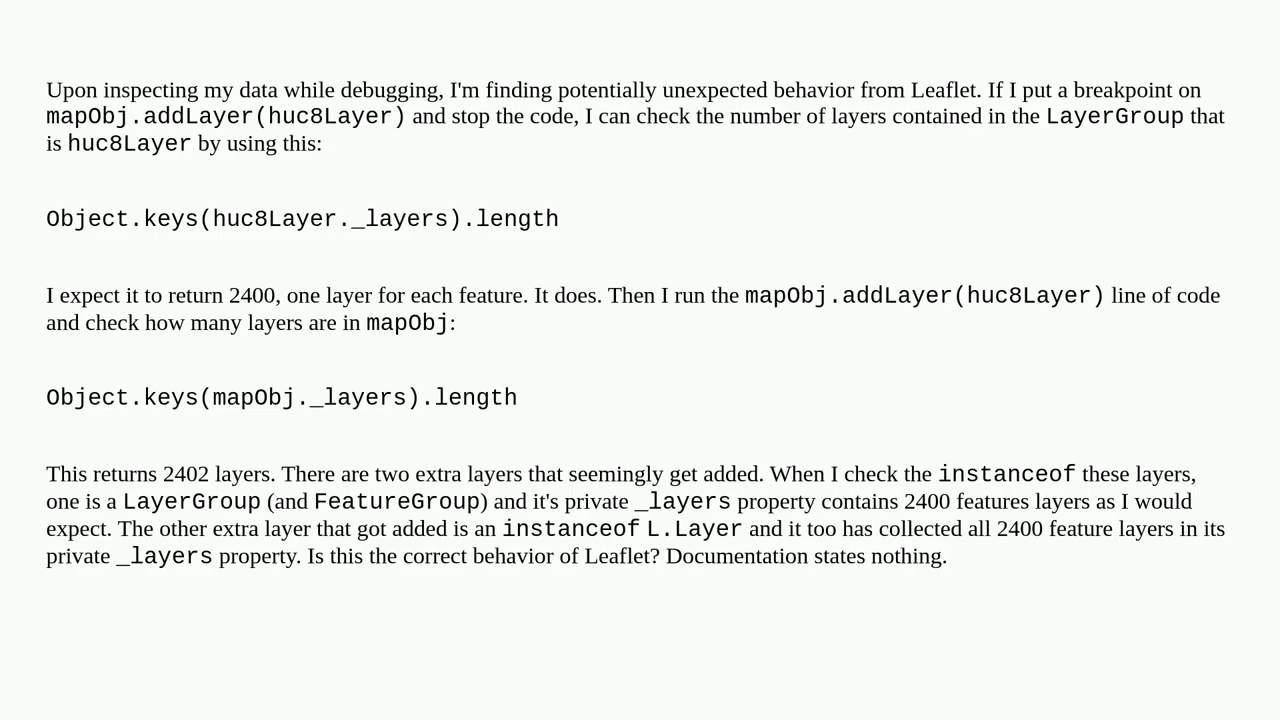 Upon inspecting my data while debugging, I'm finding potentially unexpected behavior from Leaflet. If I put a breakpoint on
mapObj.addLayer(huc8Layer) and stop the code, I can check the number of layers contained in the LayerGroup that
is huc8Layer by using this:
Object.keys(huc8Layer._layers).length
I expect it to return 2400, one layer for each feature. It does. Then I run the mapObj.addLayer(huc8Layer) line of code
and check how many layers are in mapObj:
Object.keys(mapObj._layers).length
This returns 2402 layers. There are two extra layers that seemingly get added. When I check the instanceof these layers,
one is a LayerGroup (and FeatureGroup) and it's private _layers property contains 2400 features layers as I would
expect. The other extra layer that got added is an instanceof L.Layer and it too has collected all 2400 feature layers in its
private _layers property. Is this the correct behavior of Leaflet? Documentation states nothing.